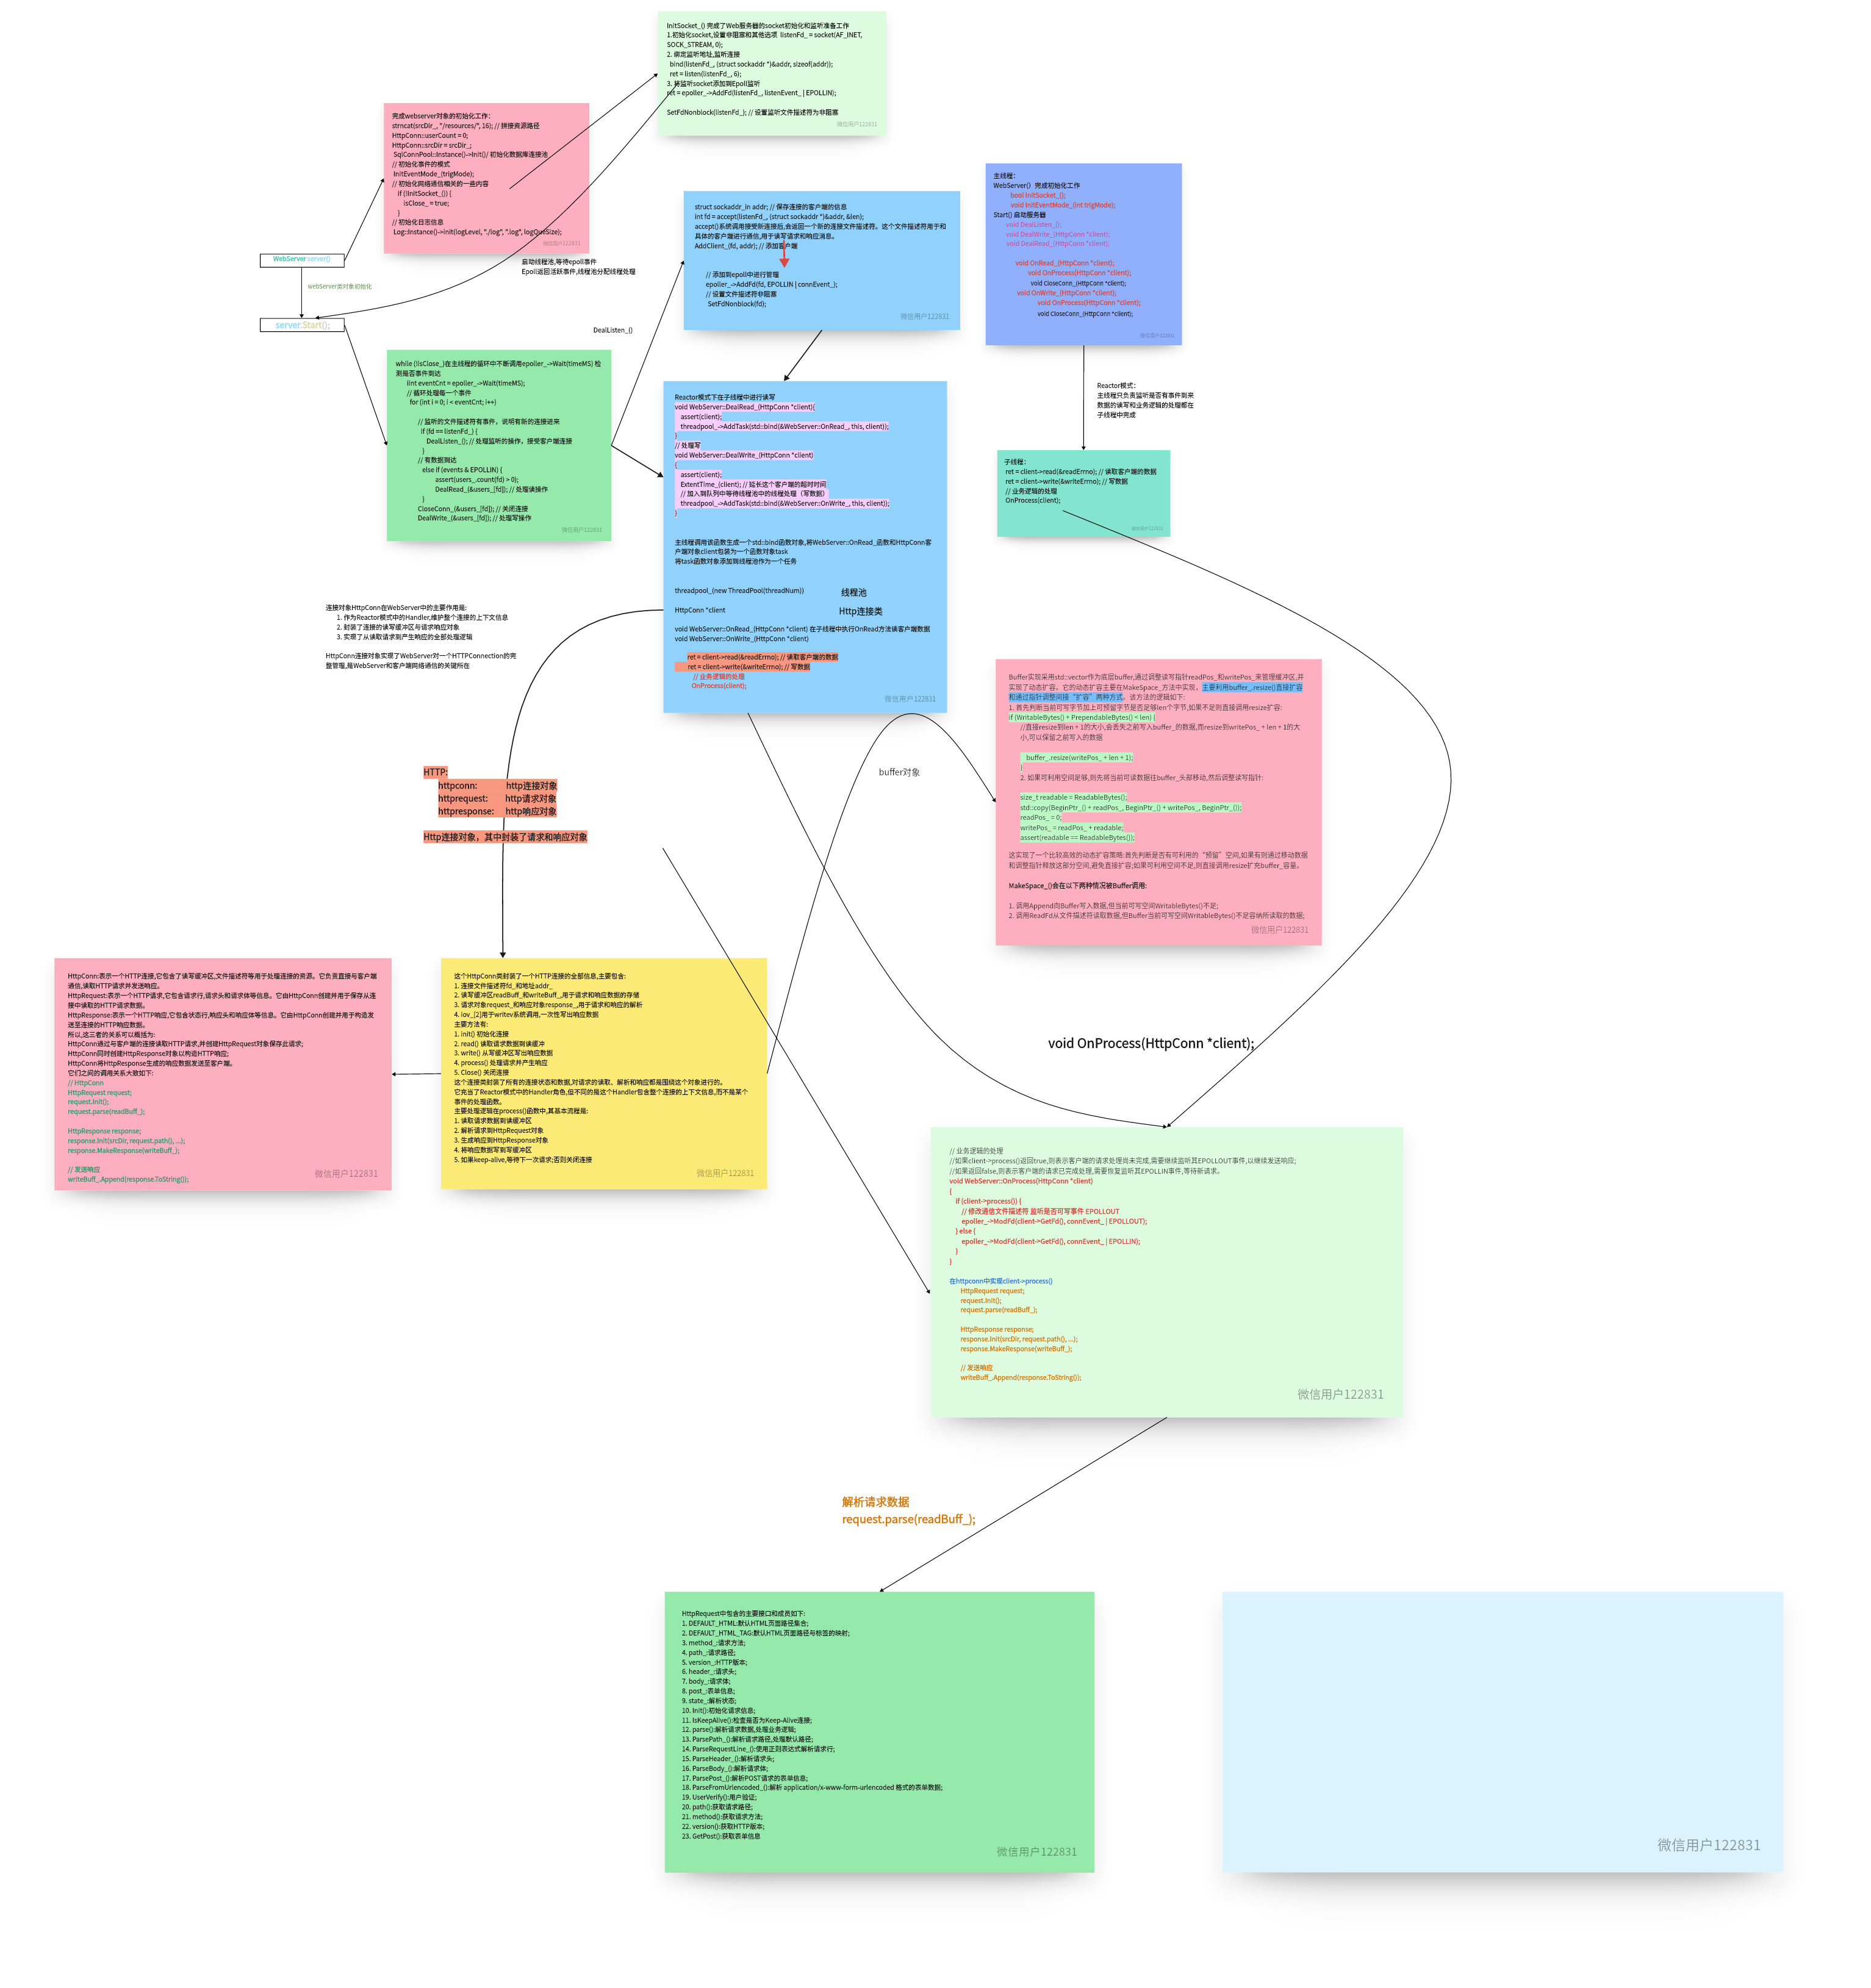 InitSocket_() 完成了Web服务器的socket初始化和监听准备工作
1.初始化socket,设置非阻塞和其他选项 listenFd_ = socket(AF_INET,
SOCK_STREAM, 0);
2. 绑定监听地址,监听连接
bind(listenFd_, (struct sockaddr *)&addr, sizeof(addr));
ret = listen(listenFd_, 6);
3. 将监听socket添加到Epoll监听
ret = epoller_->AddFd(listenFd_, listenEvent_ | EPOLLIN);
SetFdNonblock(listenFd_); // 设置监听文件描述符为非阻塞
微信用户122831
完成webserver对象的初始化工作：
strncat(srcDir_, "/resources/", 16); // 拼接资源路径
HttpConn::userCount = 0;
HttpConn::srcDir = srcDir_;
SqlConnPool::Instance()->Init()/ 初始化数据库连接池
// 初始化事件的模式
InitEventMode_(trigMode);
// 初始化网络通信相关的一些内容
if (!InitSocket_()) {
isClose_ = true;
}
// 初始化日志信息
Log::Instance()->init(logLevel, "./log", ".log", logQueSize);
微信用户122831
WebServer server()
webServer类对象初始化
server.Start();
启动线程池,等待epoll事件
Epoll返回活跃事件,线程池分配线程处理
DealListen_()
struct sockaddr_in addr; // 保存连接的客户端的信息
int fd = accept(listenFd_, (struct sockaddr *)&addr, &len);
accept()系统调用接受新连接后,会返回一个新的连接文件描述符。这个文件描述符用于和
具体的客户端进行通信,用于读写请求和响应消息。
AddClient_(fd, addr); // 添加客户端
// 添加到epoll中进行管理
epoller_->AddFd(fd, EPOLLIN | connEvent_);
// 设置文件描述符非阻塞
SetFdNonblock(fd);
微信用户122831
主线程：
WebServer() 完成初始化工作
bool InitSocket_();
void InitEventMode_(int trigMode);
Start() 启动服务器
void DealListen_();
void DealWrite_(HttpConn *client);
void DealRead_(HttpConn *client);
void OnRead_(HttpConn *client);
void OnProcess(HttpConn *client);
void CloseConn_(HttpConn *client);
void OnWrite_(HttpConn *client);
void OnProcess(HttpConn *client);
void CloseConn_(HttpConn *client);
微信用户122831
Reactor模式：
主线程只负责监听是否有事件到来
数据的读写和业务逻辑的处理都在
子线程中完成
子线程：
ret = client->read(&readErrno); // 读取客户端的数据
ret = client->write(&writeErrno); // 写数据
// 业务逻辑的处理
OnProcess(client);
微信用户122831
while (!isClose_)在主线程的循环中不断调用epoller_->Wait(timeMS) 检
测是否事件到达
iint eventCnt = epoller_->Wait(timeMS);
// 循环处理每一个事件
for (int i = 0; i < eventCnt; i++)
// 监听的文件描述符有事件，说明有新的连接进来
if (fd == listenFd_) {
DealListen_(); // 处理监听的操作，接受客户端连接
}
// 有数据到达
else if (events & EPOLLIN) {
assert(users_.count(fd) > 0);
DealRead_(&users_[fd]); // 处理读操作
}
CloseConn_(&users_[fd]); // 关闭连接
DealWrite_(&users_[fd]); // 处理写操作
微信用户122831
Reactor模式下在子线程中进行读写
void WebServer::DealRead_(HttpConn *client){
assert(client);
threadpool_->AddTask(std::bind(&WebServer::OnRead_, this, client));
}
// 处理写
void WebServer::DealWrite_(HttpConn *client)
{
assert(client);
ExtentTime_(client); // 延长这个客户端的超时时间
// 加入到队列中等待线程池中的线程处理（写数据）
threadpool_->AddTask(std::bind(&WebServer::OnWrite_, this, client));
}
主线程调用该函数生成一个std::bind函数对象,将WebServer::OnRead_函数和HttpConn客
户端对象client包装为一个函数对象task
将task函数对象添加到线程池作为一个任务
threadpool_(new ThreadPool(threadNum)) 线程池
HttpConn *client Http连接类
void WebServer::OnRead_(HttpConn *client) 在子线程中执行OnRead方法读客户端数据
void WebServer::OnWrite_(HttpConn *client)
ret = client->read(&readErrno); // 读取客户端的数据
ret = client->write(&writeErrno); // 写数据
// 业务逻辑的处理
OnProcess(client);
微信用户122831
连接对象HttpConn在WebServer中的主要作用是:
1. 作为Reactor模式中的Handler,维护整个连接的上下文信息
2. 封装了连接的读写缓冲区与请求响应对象
3. 实现了从读取请求到产生响应的全部处理逻辑
HttpConn连接对象实现了WebServer对一个HTTPConnection的完
整管理,是WebServer和客户端网络通信的关键所在
Buffer实现采用std::vector作为底层buffer,通过调整读写指针readPos_和writePos_来管理缓冲区,并
实现了动态扩容。它的动态扩容主要在MakeSpace_方法中实现，主要利用buffer_.resize()直接扩容
和通过指针调整间接“扩容”两种方式。该方法的逻辑如下:
1. 首先判断当前可写字节加上可预留字节是否足够len个字节,如果不足则直接调用resize扩容:
if (WritableBytes() + PrependableBytes() < len) {
//直接resize到len + 1的大小,会丢失之前写入buffer_的数据,而resize到writePos_ + len + 1的大
小,可以保留之前写入的数据
buffer_.resize(writePos_ + len + 1);
}
2. 如果可利用空间足够,则先将当前可读数据往buffer_头部移动,然后调整读写指针:
size_t readable = ReadableBytes();
std::copy(BeginPtr_() + readPos_, BeginPtr_() + writePos_, BeginPtr_());
readPos_ = 0;
writePos_ = readPos_ + readable;
assert(readable == ReadableBytes());
这实现了一个比较高效的动态扩容策略:首先判断是否有可利用的“预留”空间,如果有则通过移动数据
和调整指针释放这部分空间,避免直接扩容;如果可利用空间不足,则直接调用resize扩充buffer_容量。
MakeSpace_()会在以下两种情况被Buffer调用:
1. 调用Append向Buffer写入数据,但当前可写空间WritableBytes()不足;
2. 调用ReadFd从文件描述符读取数据,但Buffer当前可写空间WritableBytes()不足容纳所读取的数据;
微信用户122831
buffer对象
HTTP:
httpconn: http连接对象
httprequest: http请求对象
httpresponse: http响应对象
Http连接对象，其中封装了请求和响应对象
HttpConn:表示一个HTTP连接,它包含了读写缓冲区,文件描述符等用于处理连接的资源。它负责直接与客户端
通信,读取HTTP请求并发送响应。
HttpRequest:表示一个HTTP请求,它包含请求行,请求头和请求体等信息。它由HttpConn创建并用于保存从连
接中读取的HTTP请求数据。
HttpResponse:表示一个HTTP响应,它包含状态行,响应头和响应体等信息。它由HttpConn创建并用于构造发
送至连接的HTTP响应数据。
所以,这三者的关系可以概括为:
HttpConn通过与客户端的连接读取HTTP请求,并创建HttpRequest对象保存此请求;
HttpConn同时创建HttpResponse对象以构造HTTP响应;
HttpConn将HttpResponse生成的响应数据发送至客户端。
它们之间的调用关系大致如下:
// HttpConn
HttpRequest request;
request.Init();
request.parse(readBuff_);
HttpResponse response;
response.Init(srcDir, request.path(), ...);
response.MakeResponse(writeBuff_);
// 发送响应
writeBuff_.Append(response.ToString());
微信用户122831
这个HttpConn类封装了一个HTTP连接的全部信息,主要包含:
1. 连接文件描述符fd_和地址addr_
2. 读写缓冲区readBuff_和writeBuff_,用于请求和响应数据的存储
3. 请求对象request_和响应对象response_,用于请求和响应的解析
4. iov_[2]用于writev系统调用,一次性写出响应数据
主要方法有:
1. init() 初始化连接
2. read() 读取请求数据到读缓冲
3. write() 从写缓冲区写出响应数据
4. process() 处理请求并产生响应
5. Close() 关闭连接
这个连接类封装了所有的连接状态和数据,对请求的读取、解析和响应都是围绕这个对象进行的。
它充当了Reactor模式中的Handler角色,但不同的是这个Handler包含整个连接的上下文信息,而不是某个
事件的处理函数。
主要处理逻辑在process()函数中,其基本流程是:
1. 读取请求数据到读缓冲区
2. 解析请求到HttpRequest对象
3. 生成响应到HttpResponse对象
4. 将响应数据写到写缓冲区
5. 如果keep-alive,等待下一次请求;否则关闭连接
微信用户122831
void OnProcess(HttpConn *client);
// 业务逻辑的处理
//如果client->process()返回true,则表示客户端的请求处理尚未完成,需要继续监听其EPOLLOUT事件,以继续发送响应;
//如果返回false,则表示客户端的请求已完成处理,需要恢复监听其EPOLLIN事件,等待新请求。
void WebServer::OnProcess(HttpConn *client)
{
if (client->process()) {
// 修改通信文件描述符 监听是否可写事件 EPOLLOUT
epoller_->ModFd(client->GetFd(), connEvent_ | EPOLLOUT);
} else {
epoller_->ModFd(client->GetFd(), connEvent_ | EPOLLIN);
}
}
在httpconn中实现client->process()
HttpRequest request;
request.Init();
request.parse(readBuff_);
HttpResponse response;
response.Init(srcDir, request.path(), ...);
response.MakeResponse(writeBuff_);
// 发送响应
writeBuff_.Append(response.ToString());
微信用户122831
解析请求数据
request.parse(readBuff_);
HttpRequest中包含的主要接口和成员如下:
1. DEFAULT_HTML:默认HTML页面路径集合;
2. DEFAULT_HTML_TAG:默认HTML页面路径与标签的映射;
3. method_:请求方法;
4. path_:请求路径;
5. version_:HTTP版本;
6. header_:请求头;
7. body_:请求体;
8. post_:表单信息;
9. state_:解析状态;
10. Init():初始化请求信息;
11. IsKeepAlive():检查是否为Keep-Alive连接;
12. parse():解析请求数据,处理业务逻辑;
13. ParsePath_():解析请求路径,处理默认路径;
14. ParseRequestLine_():使用正则表达式解析请求行;
15. ParseHeader_():解析请求头;
16. ParseBody_():解析请求体;
17. ParsePost_():解析POST请求的表单信息;
18. ParseFromUrlencoded_():解析 application/x-www-form-urlencoded 格式的表单数据;
19. UserVerify():用户验证;
20. path():获取请求路径;
21. method():获取请求方法;
22. version():获取HTTP版本;
23. GetPost():获取表单信息
微信用户122831
微信用户122831